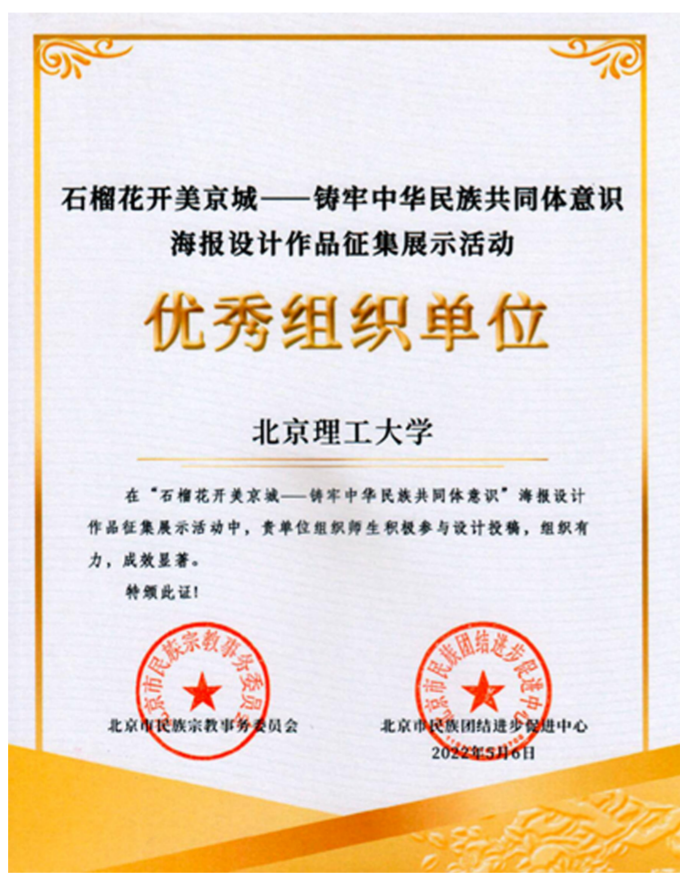 石榴花开美京城——铸牢中华民族共同体意识
海报设计作品征集展示活动
优秀组织单位
北京理工大学
在“石榴花开美京城——铸牢中华民族共同体意识”海报设计
作品征集展示活动中，贵单位组织师生积极参与设计投稿，组织有
力，成效显著。
特颁此证！
北京市民族宗教事务委员会
北京市民族宗教事务委员会
北京市民族团结进步促进中心
北京市民族团结进步促进中心
2022年5月6日